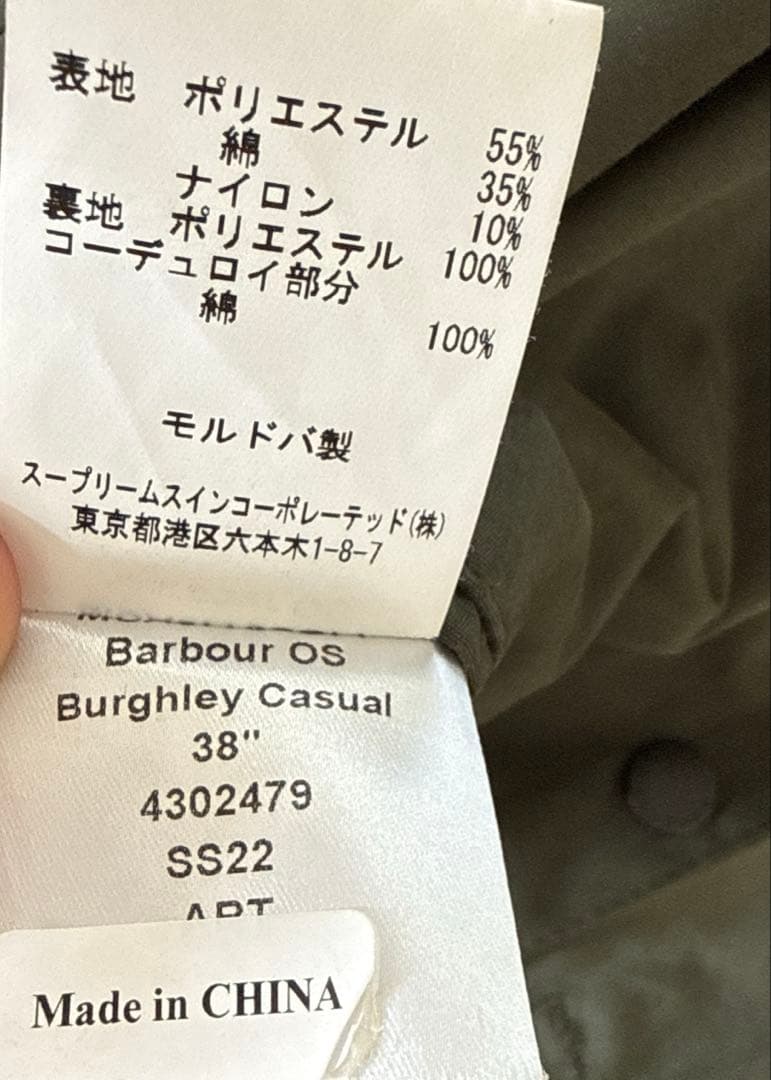 表地 ポリエステル 55%
綿 35%
ナイロン 10%
裏地 ポリエステル 100%
コーデュロイ部分
綿 100%
モルドバ製
スープリームスインコーポレーテッド(株)
東京都港区六本木1-8-7
Barbour OS
Burghley Casual
38"
4302479
SS22
Made in CHINA